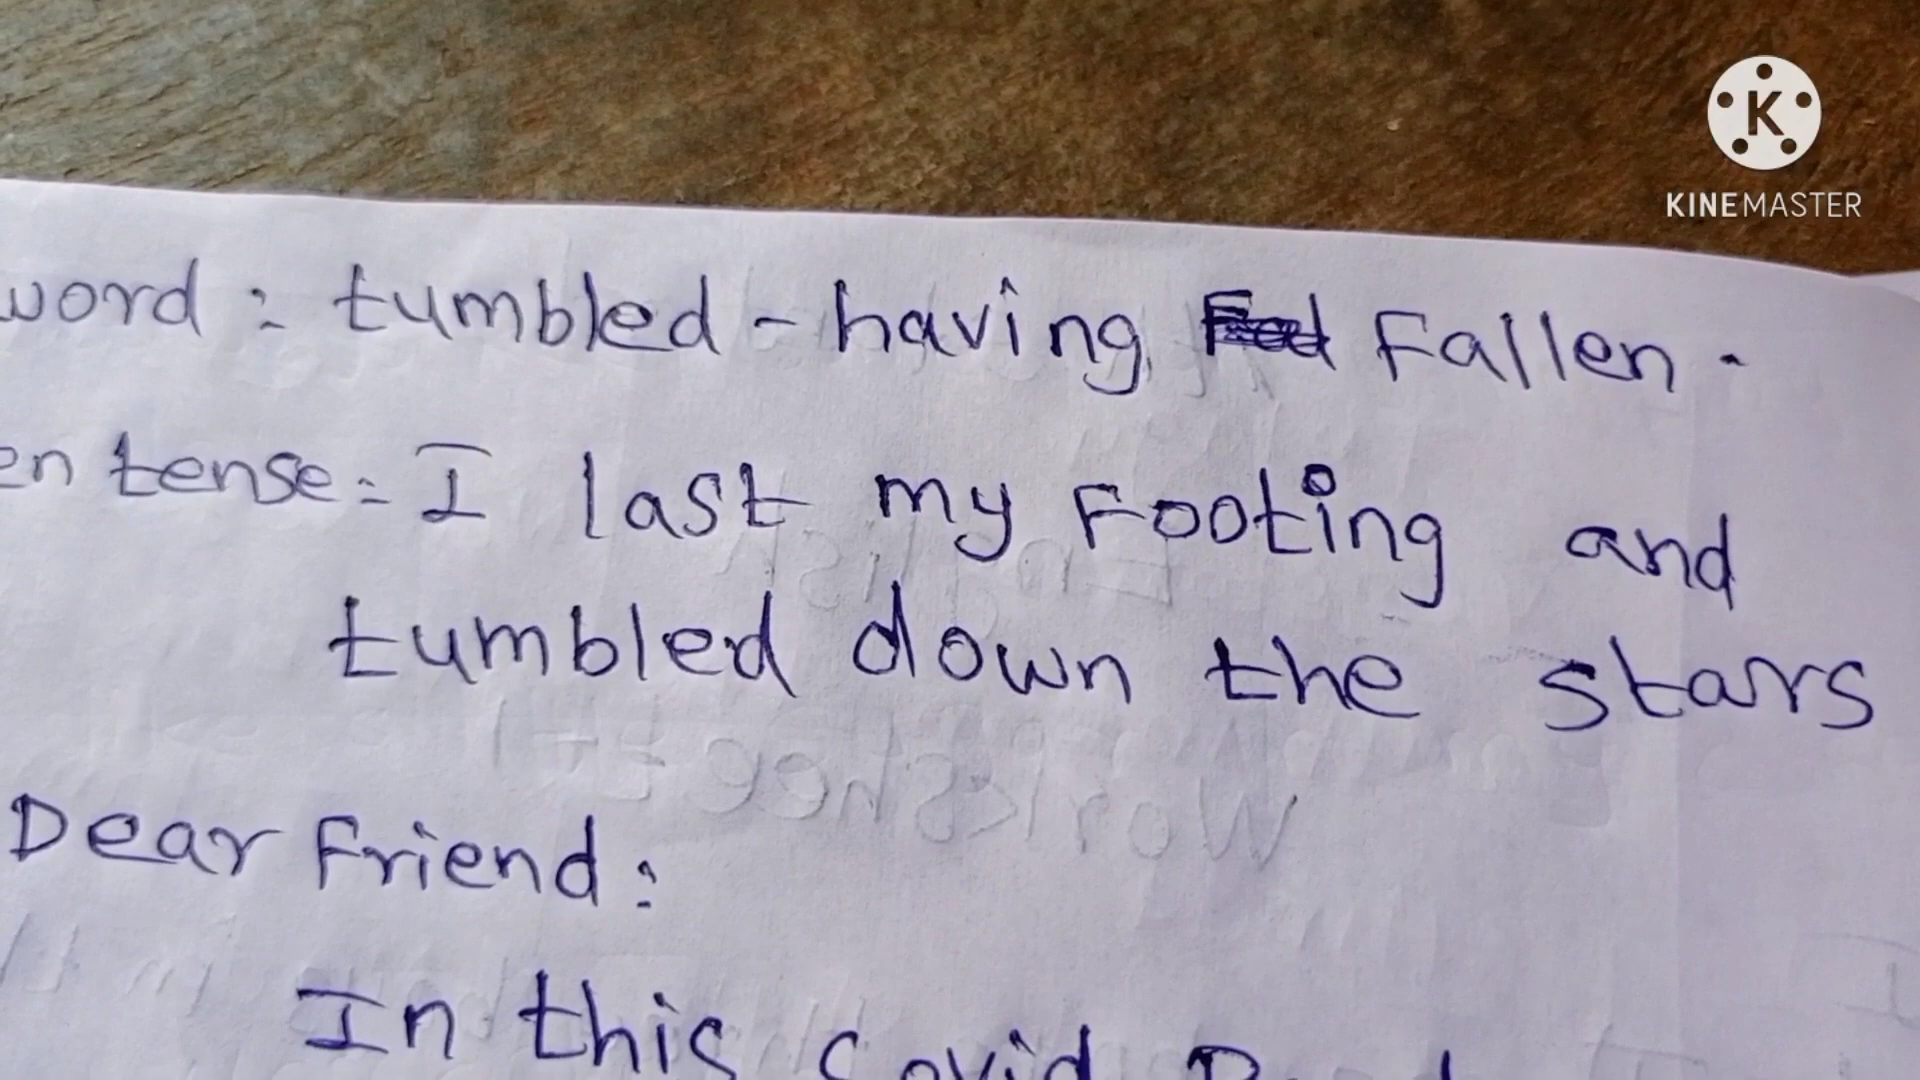 K
KINEMASTER
word : tumbled - having Fallen .
en tense : I last my Footing and
tumbled down the stars
Dear Friend :
In this covid